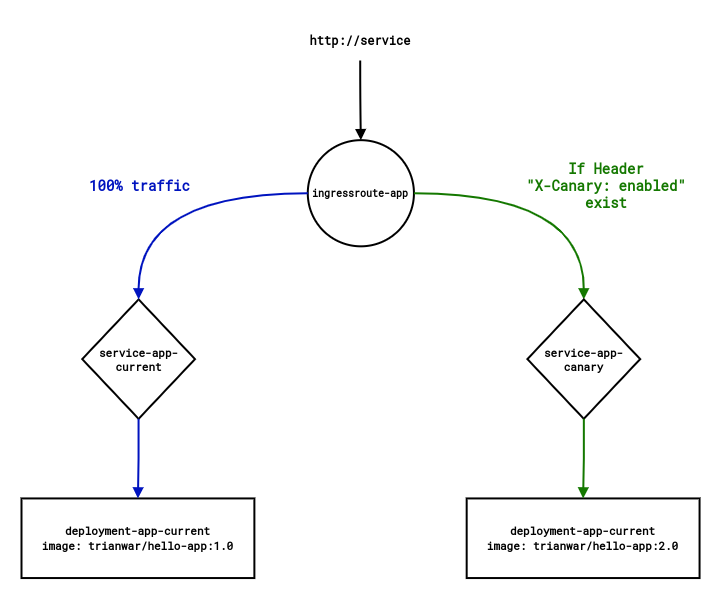 http://service
ingressroute-app
100% traffic
If Header
"X-Canary: enabled"
exist
service-app-
current
service-app-
canary
deployment-app-current
image: trianwar/hello-app:1.0
deployment-app-current
image: trianwar/hello-app:2.0